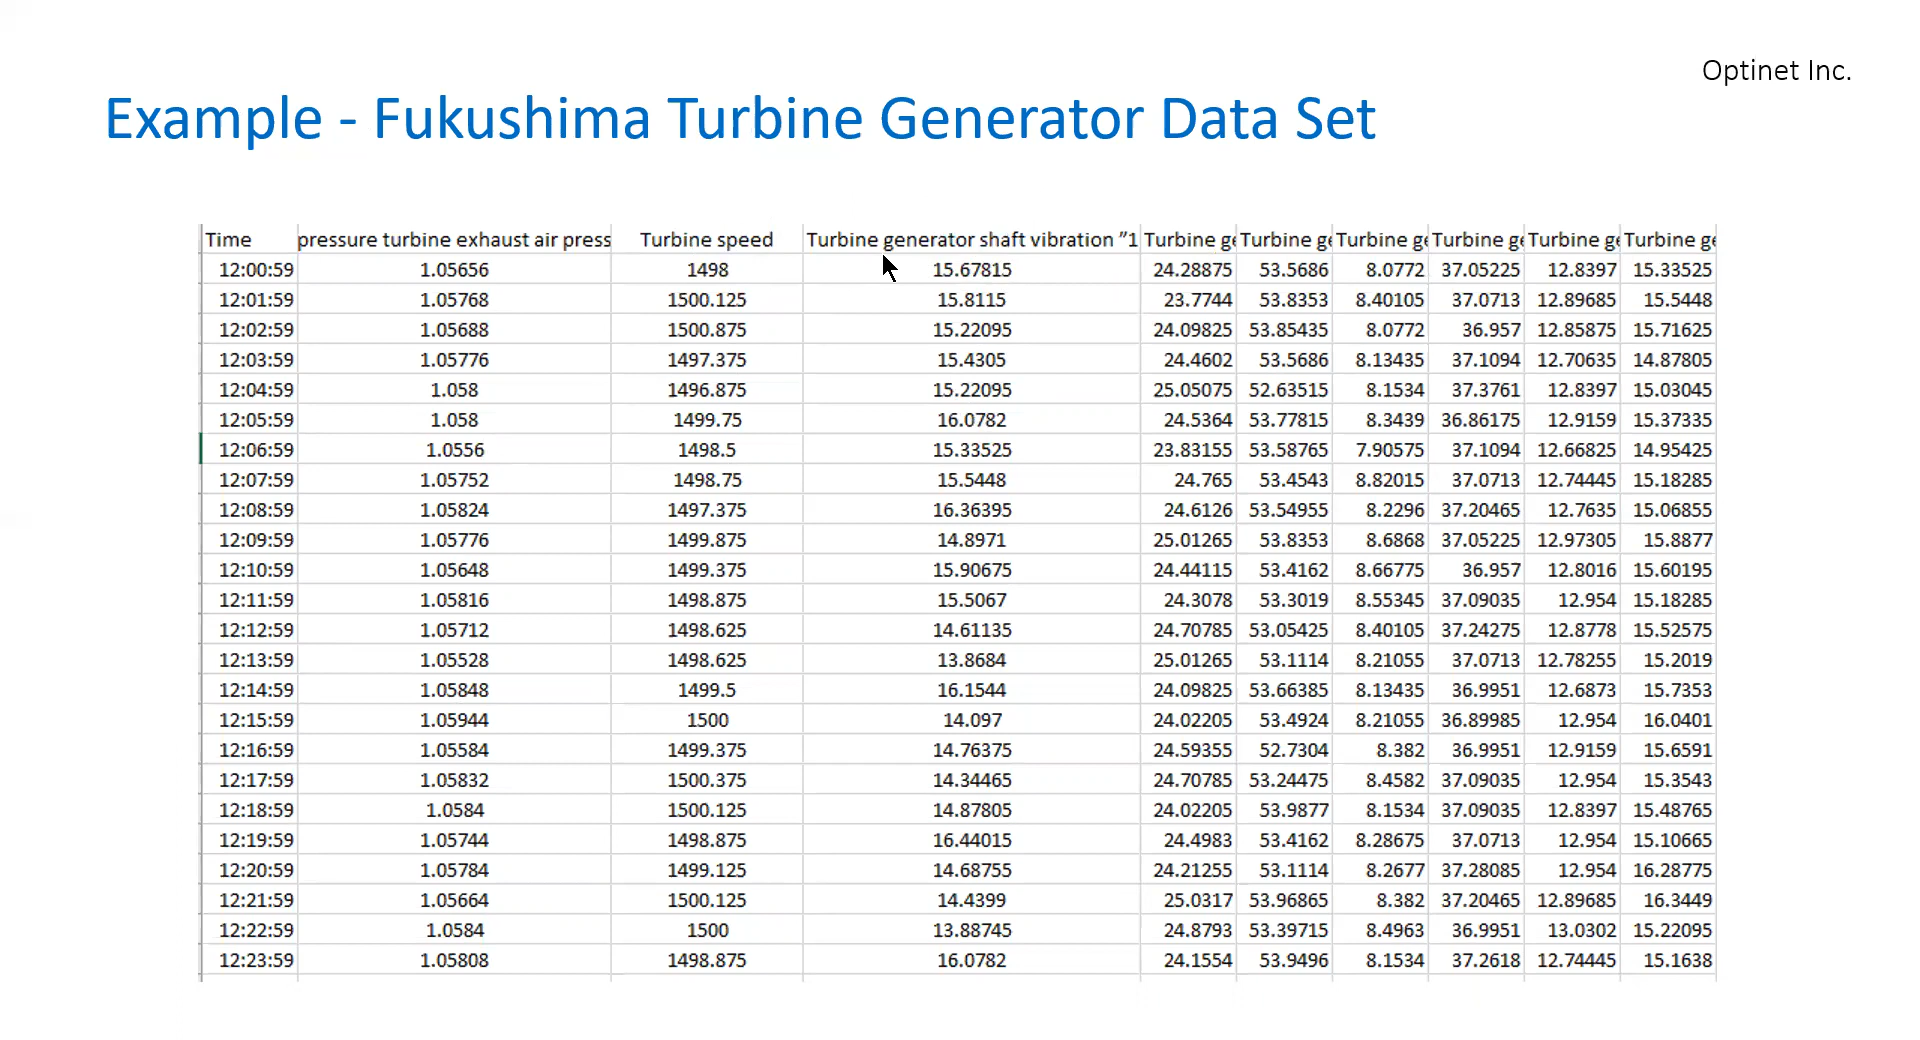 Optinet Inc.
Example - Fukushima Turbine Generator Data Set
Time pressure turbine exhaust air press Turbine speed Turbine generator shaft vibration "1 Turbine ge Turbine ge Turbine ge Turbine ge Turbine ge Turbine ge
12:00:59 1.05656 1498 15.67815 24.28875 53.5686 8.0772 37.05225 12.8397 15.33525
12:01:59 1.05768 1500.125 15.8115 23.7744 53.8353 8.40105 37.0713 12.89685 15.5448
12:02:59 1.05688 1500.875 15.22095 24.09825 53.85435 8.0772 36.957 12.85875 15.71625
12:03:59 1.05776 1497.375 15.4305 24.4602 53.5686 8.13435 37.1094 12.70635 14.87805
12:04:59 1.058 1496.875 15.22095 25.05075 52.63515 8.1534 37.3761 12.8397 15.03045
12:05:59 1.058 1499.75 16.0782 24.5364 53.77815 8.3439 36.86175 12.9159 15.37335
12:06:59 1.0556 1498.5 15.33525 23.83155 53.58765 7.90575 37.1094 12.66825 14.95425
12:07:59 1.05752 1498.75 15.5448 24.765 53.4543 8.82015 37.0713 12.74445 15.18285
12:08:59 1.05824 1497.375 16.36395 24.6126 53.54955 8.2296 37.20465 12.7635 15.06855
12:09:59 1.05776 1499.875 14.8971 25.01265 53.8353 8.6868 37.05225 12.97305 15.8877
12:10:59 1.05648 1499.375 15.90675 24.44115 53.4162 8.66775 36.957 12.8016 15.60195
12:11:59 1.05816 1498.875 15.5067 24.3078 53.3019 8.55345 37.09035 12.954 15.18285
12:12:59 1.05712 1498.625 14.61135 24.70785 53.05425 8.40105 37.24275 12.8778 15.52575
12:13:59 1.05528 1498.625 13.8684 25.01265 53.1114 8.21055 37.0713 12.78255 15.2019
12:14:59 1.05848 1499.5 16.1544 24.09825 53.66385 8.13435 36.9951 12.6873 15.7353
12:15:59 1.05944 1500 14.097 24.02205 53.4924 8.21055 36.89985 12.954 16.0401
12:16:59 1.05584 1499.375 14.76375 24.59355 52.7304 8.382 36.9951 12.9159 15.6591
12:17:59 1.05832 1500.375 14.34465 24.70785 53.24475 8.4582 37.09035 12.954 15.3543
12:18:59 1.0584 1500.125 14.87805 24.02205 53.9877 8.1534 37.09035 12.8397 15.48765
12:19:59 1.05744 1498.875 16.44015 24.4983 53.4162 8.28675 37.0713 12.954 15.10665
12:20:59 1.05784 1499.125 14.68755 24.21255 53.1114 8.2677 37.28085 12.954 16.28775
12:21:59 1.05664 1500.125 14.4399 25.0317 53.96865 8.382 37.20465 12.89685 16.3449
12:22:59 1.0584 1500 13.88745 24.8793 53.39715 8.4963 36.9951 13.0302 15.22095
12:23:59 1.05808 1498.875 16.0782 24.1554 53.9496 8.1534 37.2618 12.74445 15.1638